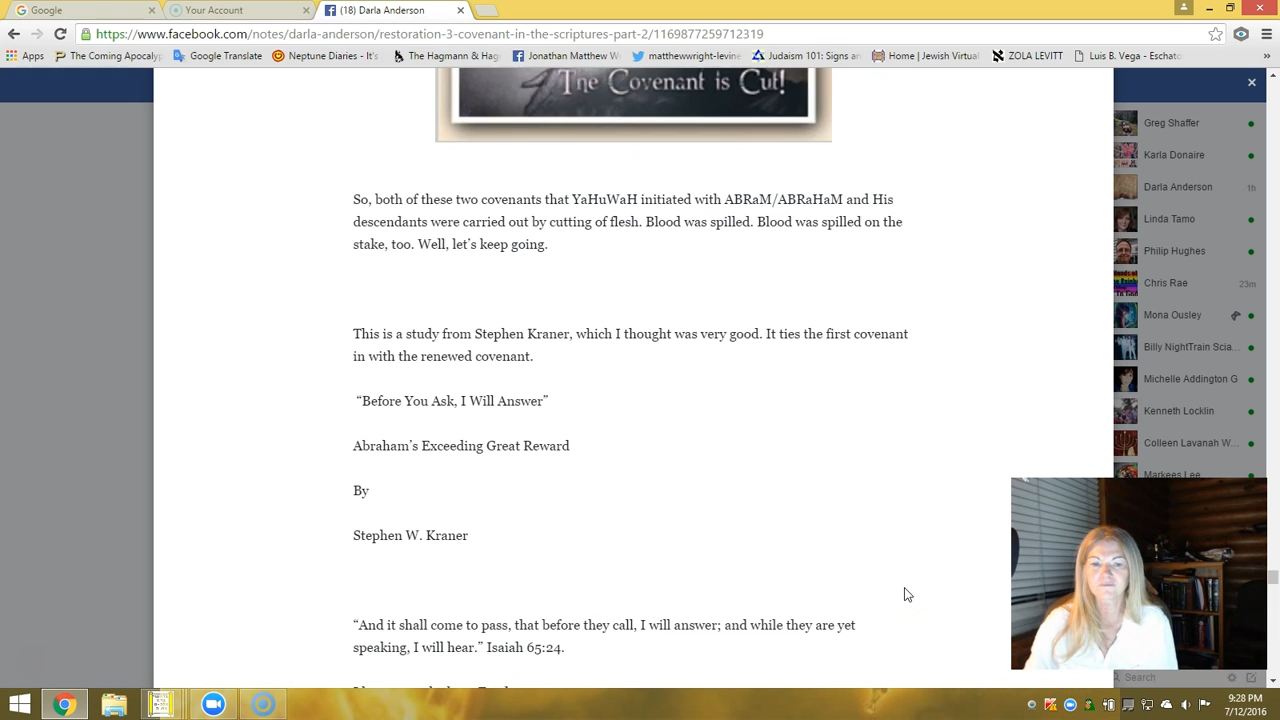 Google
Your Account
(18) Darla Anderson
https://www.facebook.com/notes/darla-anderson/restoration-3-covenant-in-the-scriptures-part-2/1169877259712319
Apps
The Coming Apocalyp
Google Translate
Neptune Diaries - It's
The Hagmann & Hag
Jonathan Matthew W
matthewwright-levine
Judaism 101: Signs an
Home | Jewish Virtual
ZOLA LEVITT
Luis B. Vega - Eschato
The Covenant is Cut!
So, both of these two covenants that YaHuWaH initiated with ABRaM/ABRaHaM and His
descendants were carried out by cutting of flesh. Blood was spilled. Blood was spilled on the
stake, too. Well, let's keep going.
This is a study from Stephen Kraner, which I thought was very good. It ties the first covenant
in with the renewed covenant.
“Before You Ask, I Will Answer”
Abraham's Exceeding Great Reward
By
Stephen W. Kraner
“And it shall come to pass, that before they call, I will answer; and while they are yet
speaking, I will hear.” Isaiah 65:24.
Greg Shaffer
Karla Donaire
Darla Anderson 1h
Linda Tamo
Philip Hughes
Chris Rae 23m
Mona Ousley
Billy NightTrain Scia...
Michelle Addington G
Kenneth Locklin
Colleen Lavanah W...
Markees Lee
Search
9:28 PM
7/12/2016